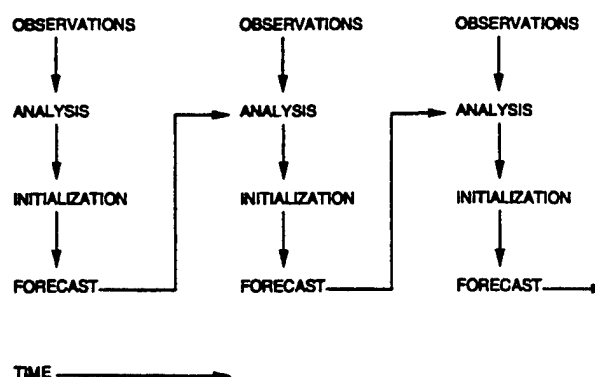 OBSERVATIONS OBSERVATIONS OBSERVATIONS
ANALYSIS ANALYSIS ANALYSIS
INITIALIZATION INITIALIZATION INITIALIZATION
FORECAST FORECAST FORECAST
TIME